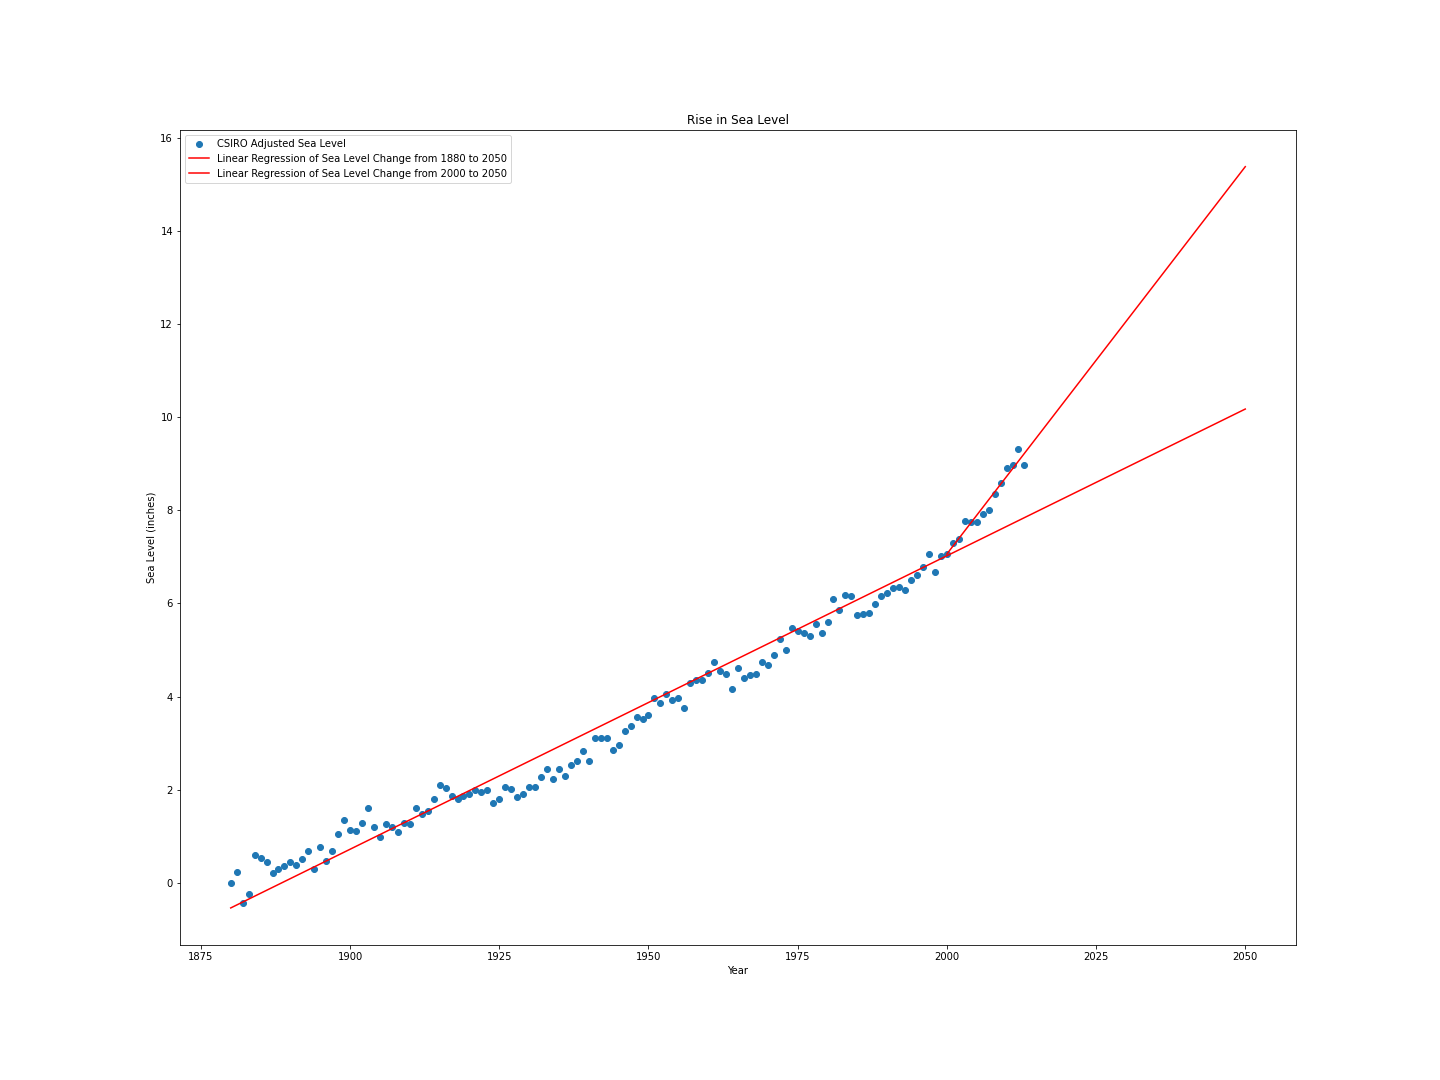 Rise in Sea Level
CSIRO Adjusted Sea Level
Linear Regression of Sea Level Change from 1880 to 2050
Linear Regression of Sea Level Change from 2000 to 2050
16
14
12
10
8
6
4
2
0
Sea Level (inches)
1875 1900 1925 1950 1975 2000 2025 2050
Year